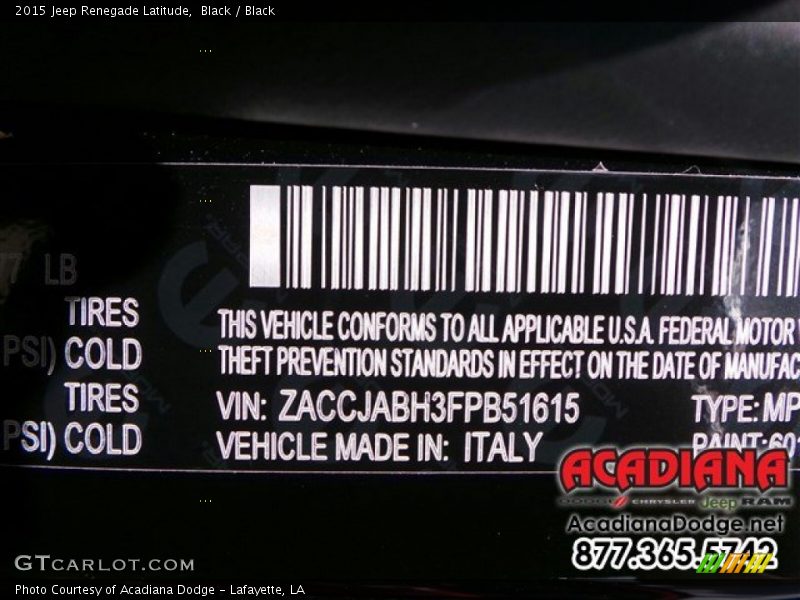 2015 Jeep Renegade Latitude,  Black / Black
LB
TIRES
PSI) COLD
TIRES
PSI) COLD
THIS VEHICLE CONFORMS TO ALL APPLICABLE U.S.A. FEDERAL MOTOR
THEFT PREVENTION STANDARDS IN EFFECT ON THE DATE OF MANUFAC
VIN: ZACCJABH3FPB51615 TYPE: MP
VEHICLE MADE IN: ITALY PAINT: 601
ACADIANA
DODGE CHRYSLER Jeep RAM
AcadianaDodge.net
877.365.5742
GTCARLOT.COM
Photo Courtesy of Acadiana Dodge - Lafayette, LA